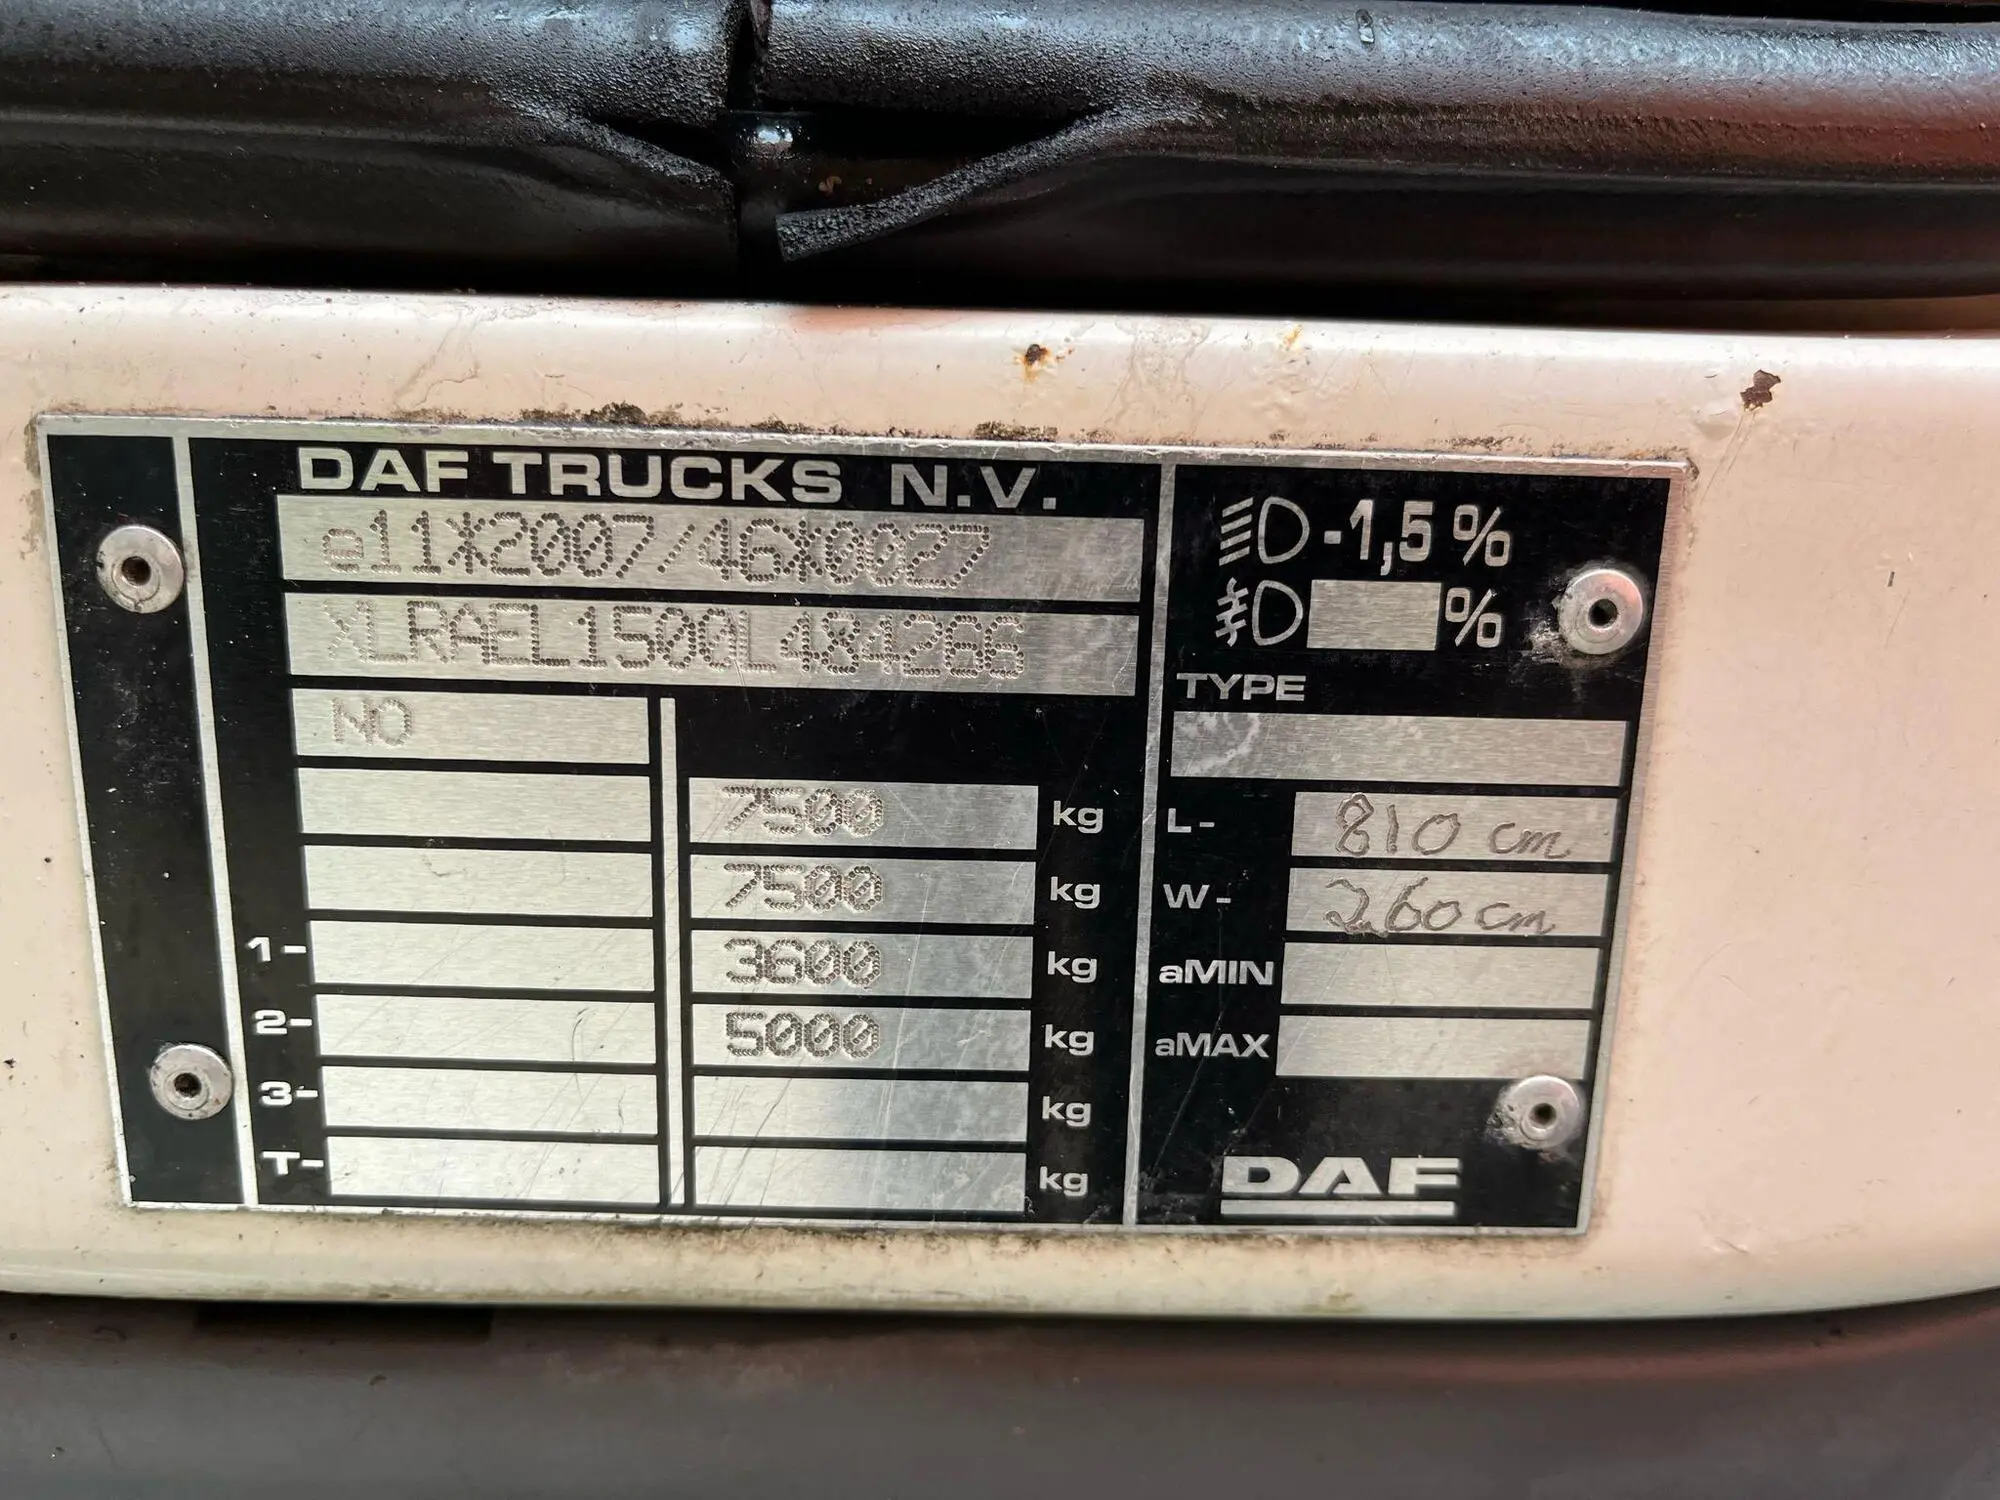 DAF TRUCKS N.V.
e11*2007/46*0027
XLRAEL1500L484266
NO
7500 kg
7500 kg
1- 3600 kg
2- 5000 kg
3- kg
T- kg
-1,5 %
%
TYPE
L- 810 cm
W- 260 cm
aMIN
aMAX
DAF